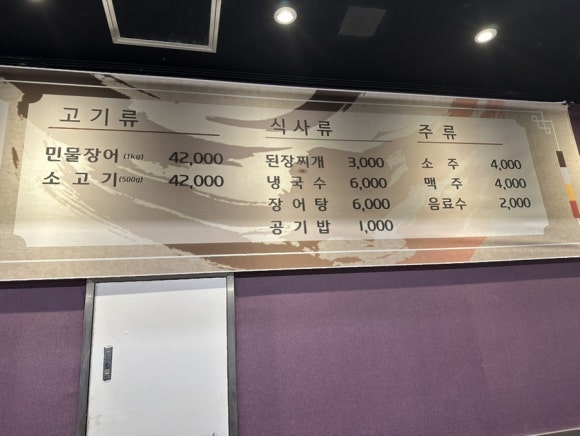 고기류
민물장어 (1kg) 42,000
소고기 (500g) 42,000
식사류
된장찌개 3,000
냉국수 6,000
장어탕 6,000
공기밥 1,000
주류
소주 4,000
맥주 4,000
음료수 2,000